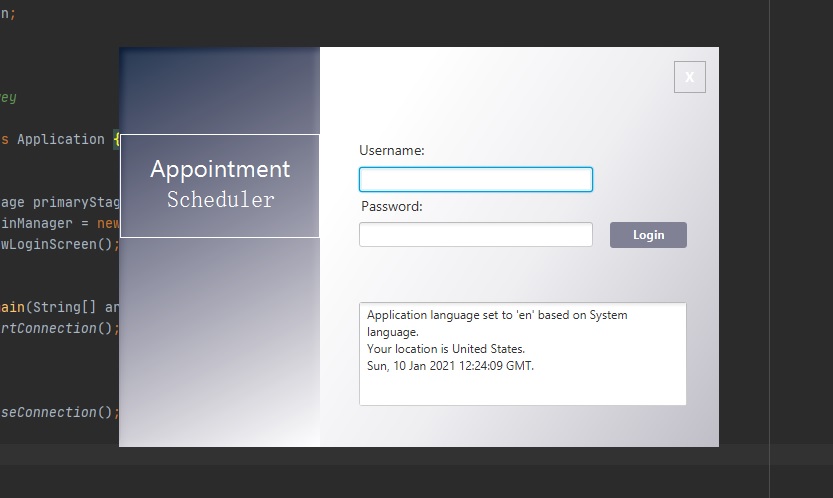 n;
ey
s Application {
age primaryStag
inManager = new
wLoginScreen();
ain(String[] ar
rtConnection();
seConnection();
X
Appointment
Scheduler
Username:
Password:
Login
Application language set to 'en' based on System
language.
Your location is United States.
Sun, 10 Jan 2021 12:24:09 GMT.